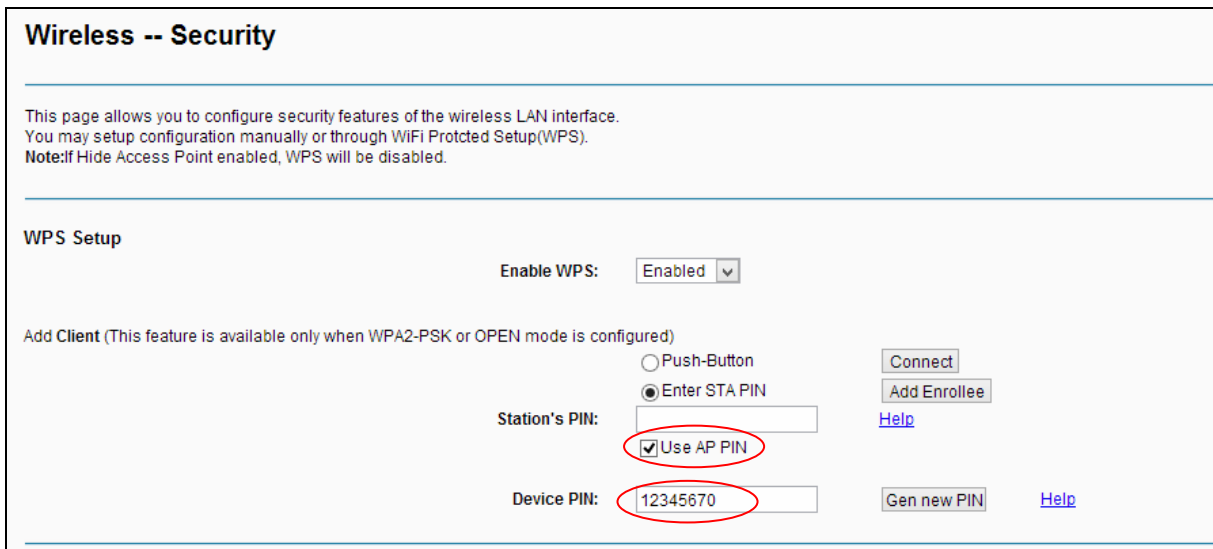 Wireless -- Security
This page allows you to configure security features of the wireless LAN interface.
You may setup configuration manually or through WiFi Protcted Setup(WPS).
Note:If Hide Access Point enabled, WPS will be disabled.
WPS Setup
Enable WPS: Enabled
Add Client (This feature is available only when WPA2-PSK or OPEN mode is configured)
Push-Button Connect
Enter STA PIN Add Enrollee
Station's PIN: Help
Use AP PIN
Device PIN: 12345670 Gen new PIN Help